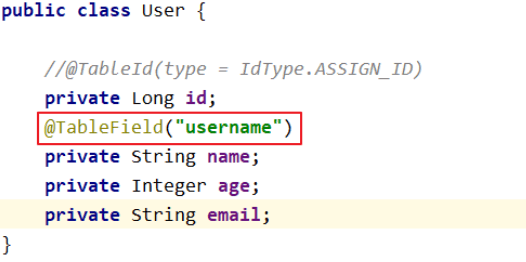 public class User {
//@TableId(type = IdType.ASSIGN_ID)
private Long id;
@TableField("username")
private String name;
private Integer age;
private String email;
}